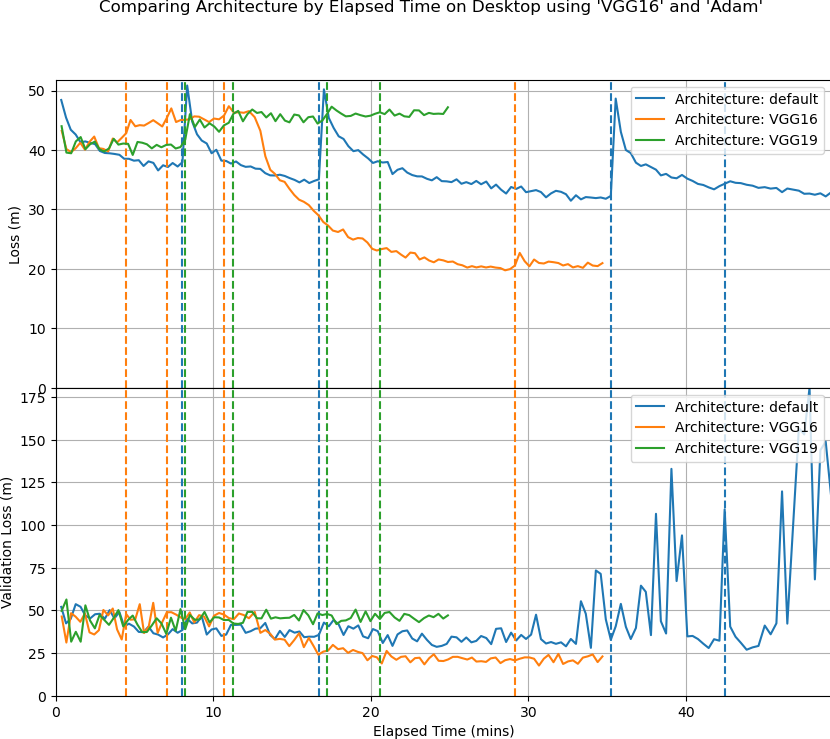 Comparing Architecture by Elapsed Time on Desktop using 'VGG16' and 'Adam'
50
40
30
20
10
0
Loss (m)
Architecture: default
Architecture: VGG16
Architecture: VGG19
175
150
125
100
75
50
25
0
Validation Loss (m)
Architecture: default
Architecture: VGG16
Architecture: VGG19
0 10 20 30 40
Elapsed Time (mins)